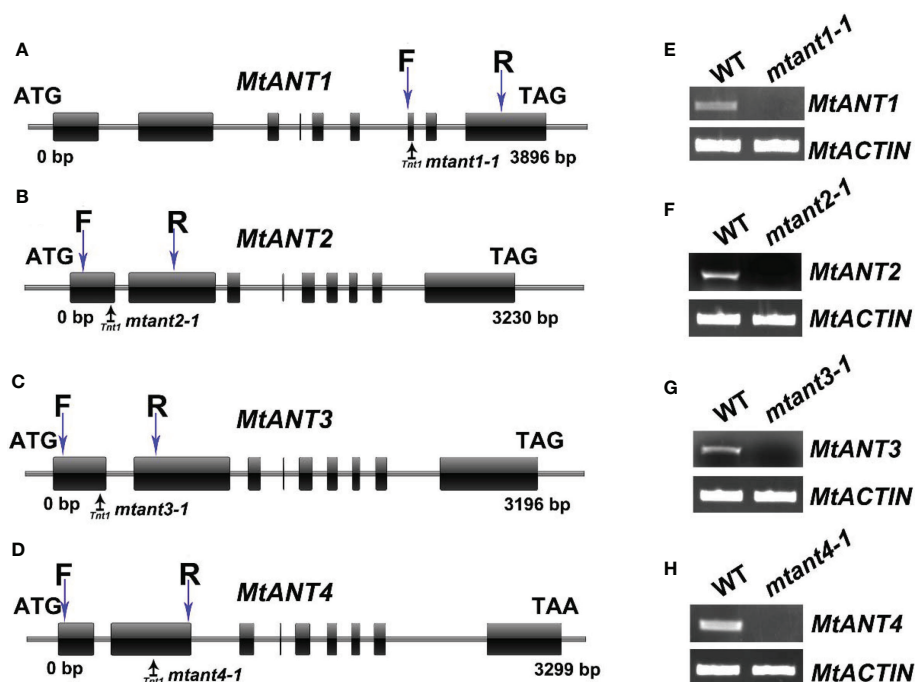 A
F
R
MtANT1
ATG
TAG
0 bp
Tnt1 mtant1-1
3896 bp
B
F
R
MtANT2
ATG
TAG
0 bp
Tnt1 mtant2-1
3230 bp
C
F
R
MtANT3
ATG
TAG
0 bp
Tnt1 mtant3-1
3196 bp
D
F
R
MtANT4
ATG
TAA
0 bp
Tnt1 mtant4-1
3299 bp
E
WT
mtant1-1
MtANT1
MtACTIN
F
WT
mtant2-1
MtANT2
MtACTIN
G
WT
mtant3-1
MtANT3
MtACTIN
H
WT
mtant4-1
MtANT4
MtACTIN